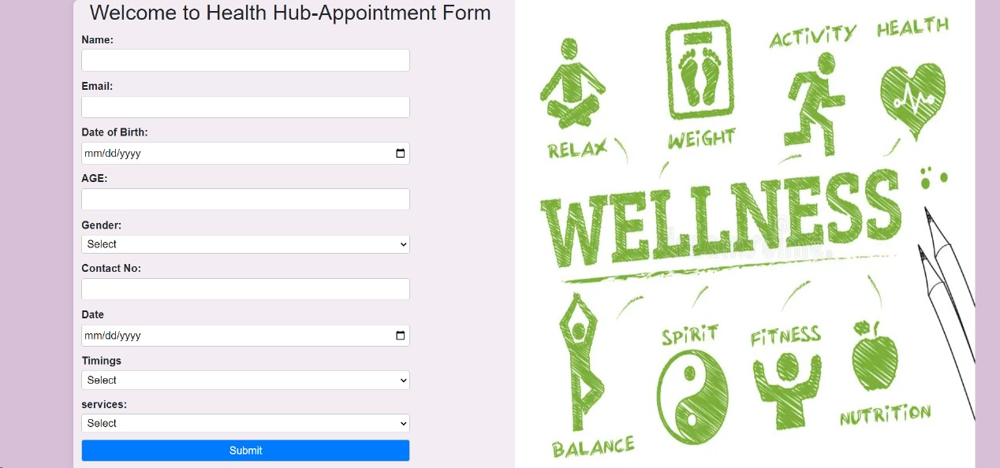 Welcome to Health Hub-Appointment Form
Name:
Email:
Date of Birth:
mm/dd/yyyy
AGE:
Gender:
Select
Contact No:
Date
mm/dd/yyyy
Timings
Select
services:
Select
Submit
ACTIVITY HEALTH
RELAX
WEIGHT
WELLNESS
SPIRIT
FITNESS
BALANCE
NUTRITION